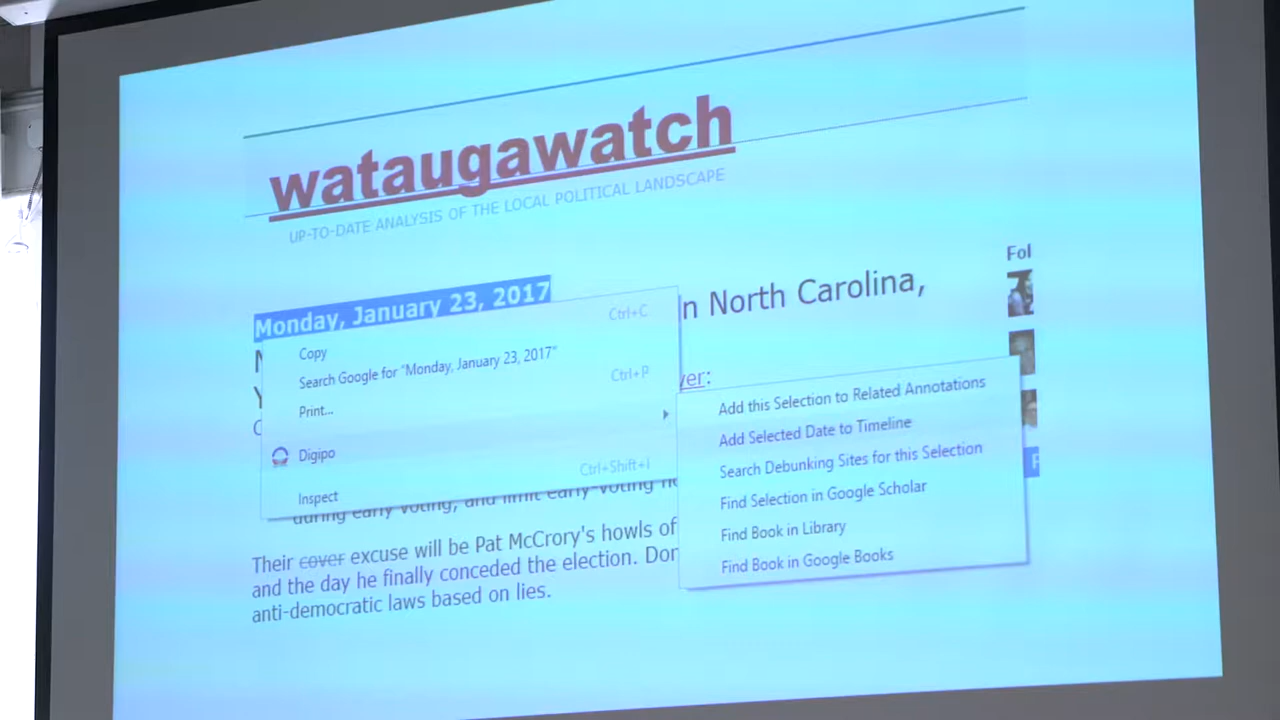 wataugawatch
UP-TO-DATE ANALYSIS OF THE LOCAL POLITICAL LANDSCAPE
Fol
Monday, January 23, 2017
n North Carolina,
Copy Ctrl+C
Search Google for "Monday, January 23, 2017"
Print... Ctrl+P
Digipo
Inspect Ctrl+Shift+I
ver:
Add this Selection to Related Annotations
Add Selected Date to Timeline
Search Debunking Sites for this Selection
Find Selection in Google Scholar
Find Book in Library
Find Book in Google Books
during early voting, and limit early-voting
Their cover excuse will be Pat McCrory's howls of
and the day he finally conceded the election. Don
anti-democratic laws based on lies.